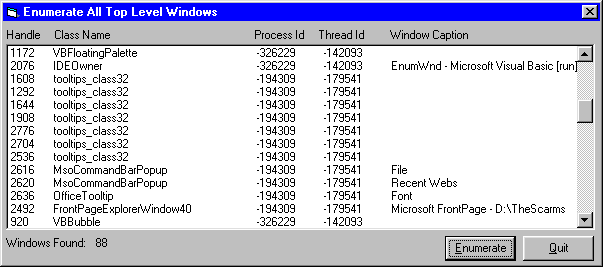 Enumerate All Top Level Windows
Handle Class Name Process Id Thread Id Window Caption
1172 VBFloatingPalette -326229 -142093
2076 IDEOwner -326229 -142093 EnumWnd - Microsoft Visual Basic [run]
1608 tooltips_class32 -194309 -179541
1292 tooltips_class32 -194309 -179541
1644 tooltips_class32 -194309 -179541
1908 tooltips_class32 -194309 -179541
2776 tooltips_class32 -194309 -179541
2704 tooltips_class32 -194309 -179541
2536 tooltips_class32 -194309 -179541
2616 MsoCommandBarPopup -194309 -179541 File
2620 MsoCommandBarPopup -194309 -179541 Recent Webs
2636 OfficeTooltip -194309 -179541 Font
2492 FrontPageExplorerWindow40 -194309 -179541 Microsoft FrontPage - D:\TheScarms
920 VBBubble -326229 -142093
Windows Found: 88
Enumerate Quit